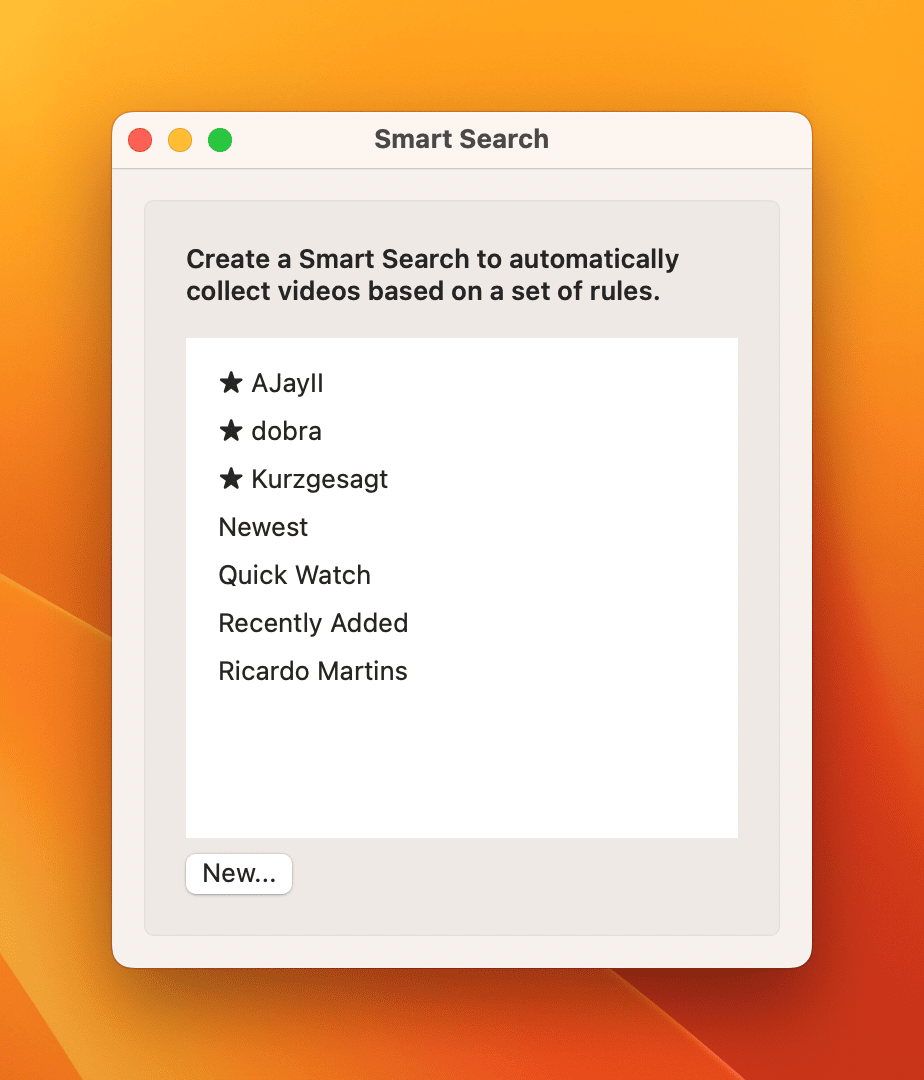 Smart Search
Create a Smart Search to automatically
collect videos based on a set of rules.
★ AJayII
★ dobra
★ Kurzgesagt
Newest
Quick Watch
Recently Added
Ricardo Martins
New...